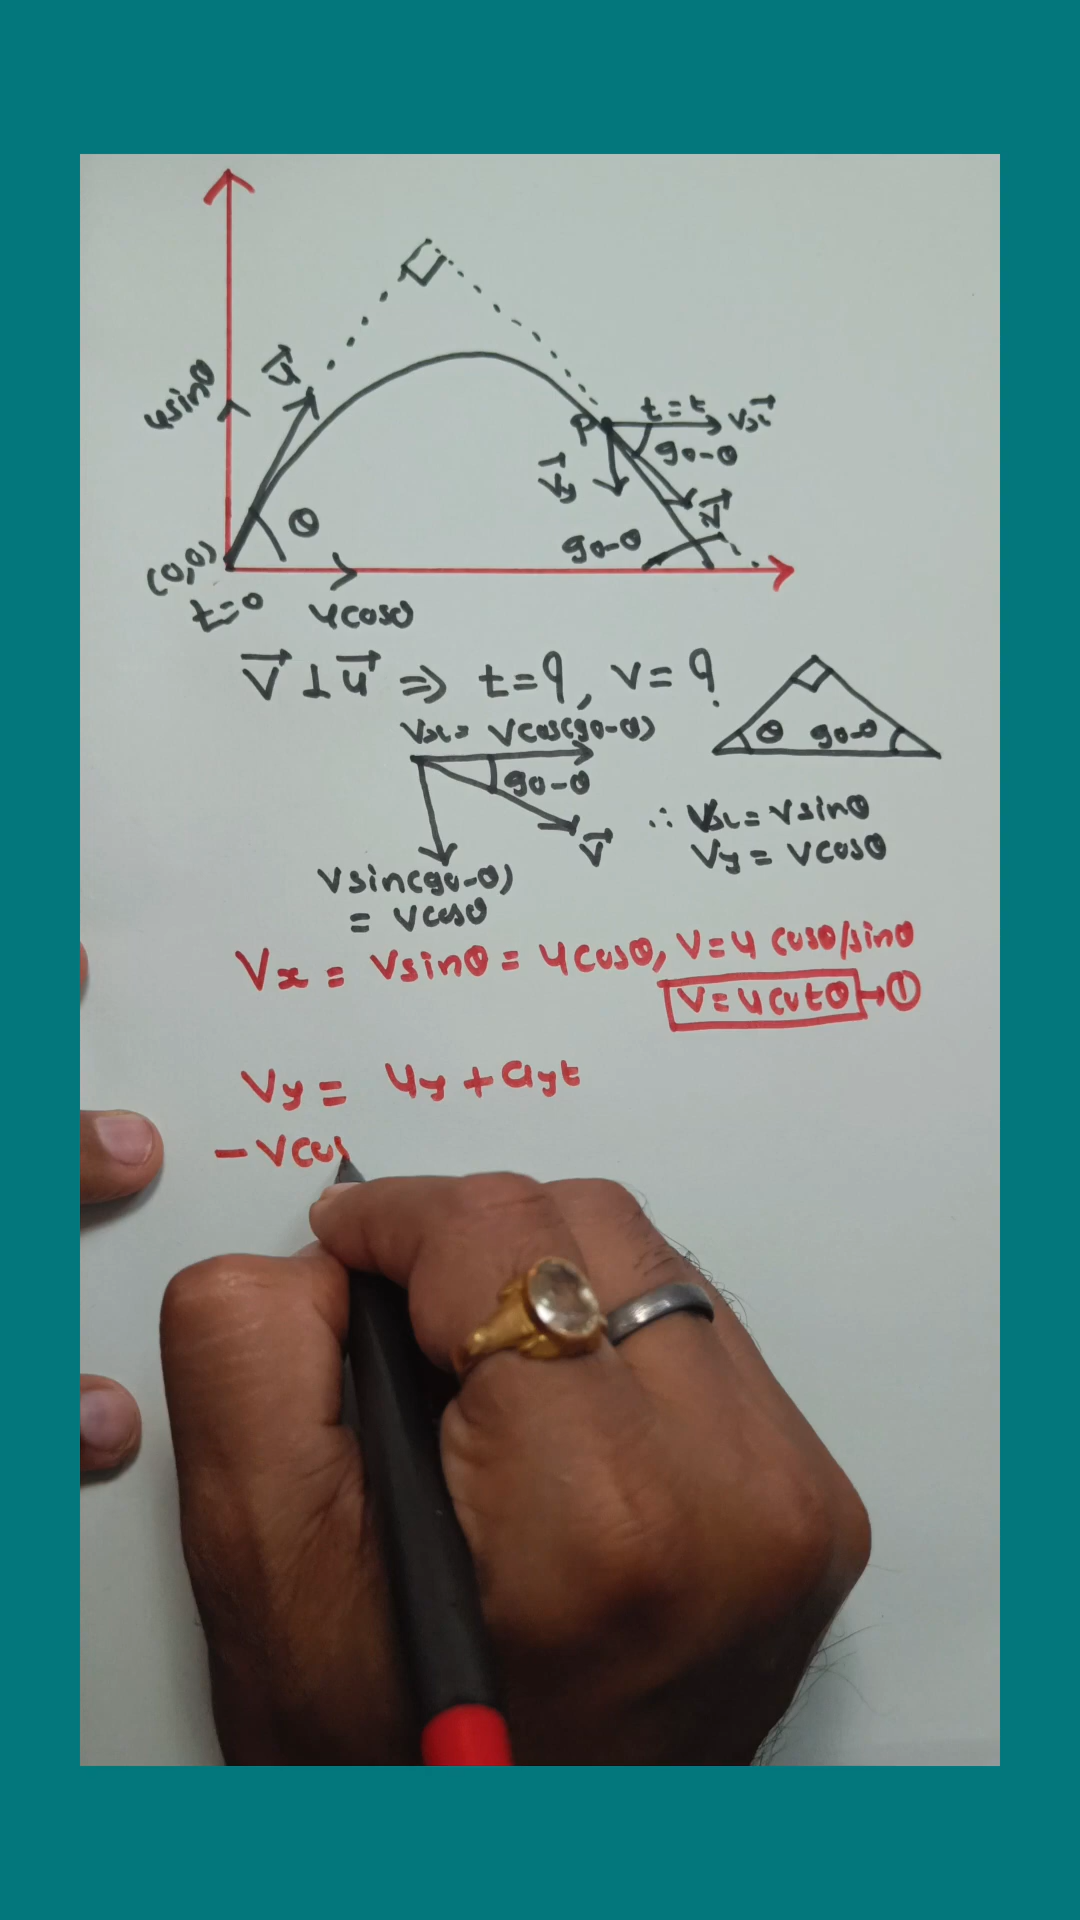 usinθ
u
P
t=t
Vx
90-θ
Vy
V
θ
90-θ
(0,0)
t=0
ucosθ
V ⊥ u ⇒ t=?, v=?
Vx= Vcos(90-θ)
90-θ
V
θ 90-θ
∴ Vx= Vsinθ
Vy = Vcosθ
Vsin(90-θ)
= Vcosθ
Vx = Vsinθ = ucosθ, V=u cosθ/sinθ
V=ucotθ → ①
Vy = uy + ayt
- Vcos